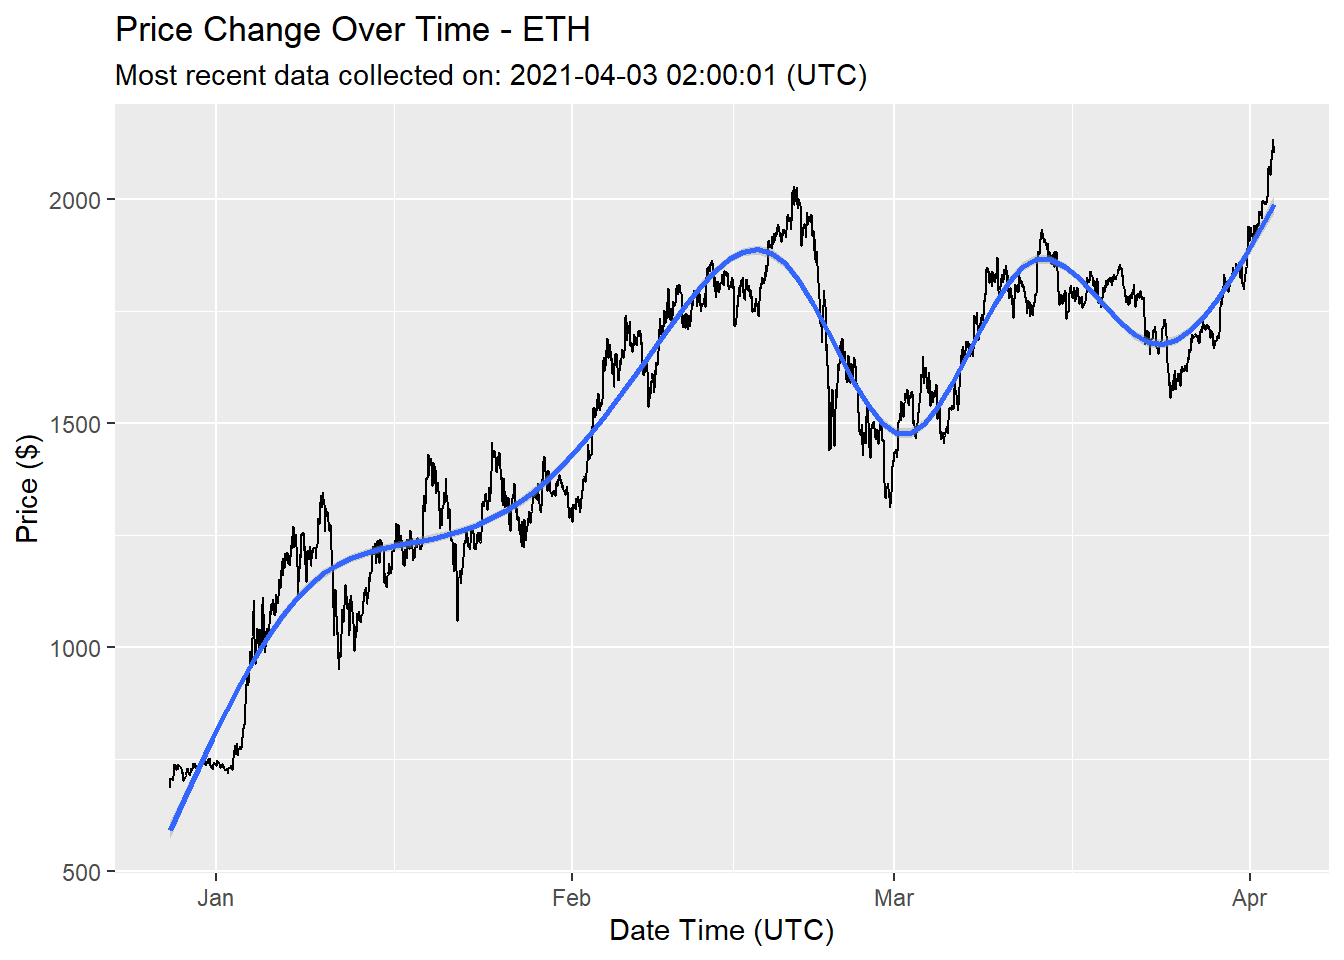 Price Change Over Time - ETH
Most recent data collected on: 2021-04-03 02:00:01 (UTC)
Price ($)
2000
1500
1000
500
Jan Feb Mar Apr
Date Time (UTC)